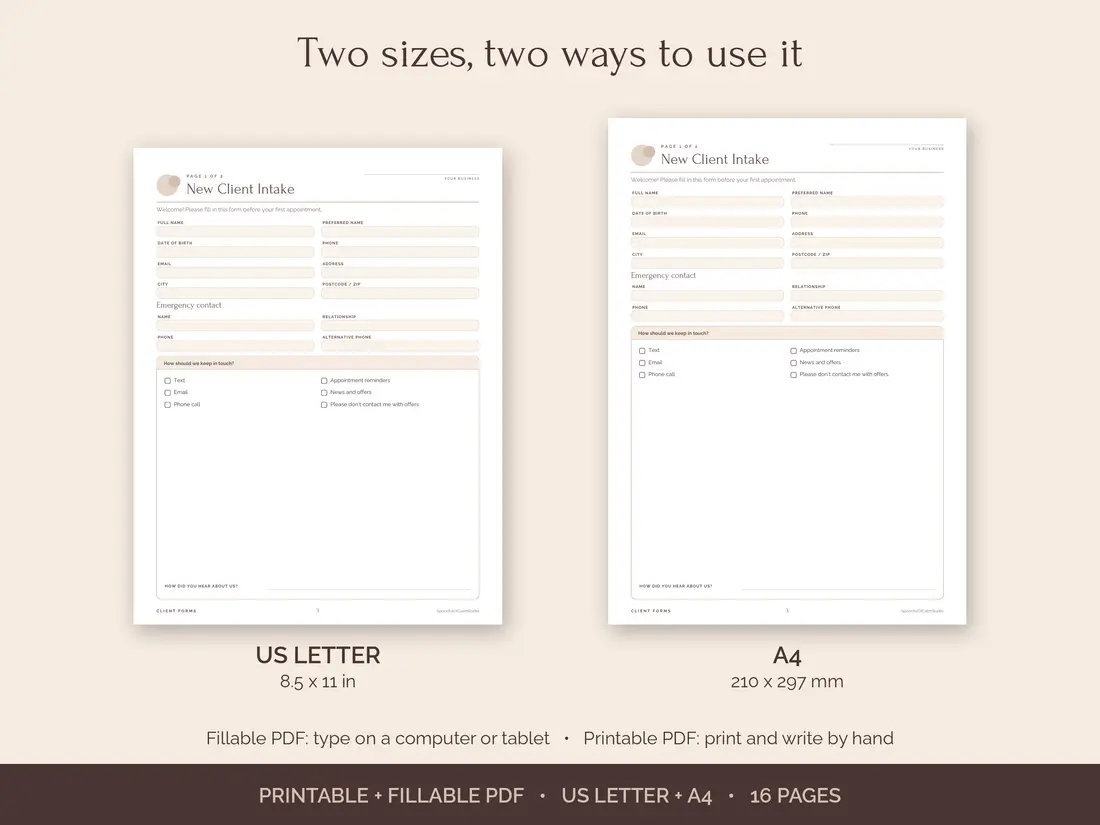 Two sizes, two ways to use it
PAGE 1 OF 2
New Client Intake
YOUR BUSINESS
Welcome! Please fill in this form before your first appointment.
FULL NAME
PREFERRED NAME
DATE OF BIRTH
PHONE
EMAIL
ADDRESS
CITY
POSTCODE / ZIP
Emergency contact
NAME
RELATIONSHIP
PHONE
ALTERNATIVE PHONE
How should we keep in touch?
Text
Appointment reminders
Email
News and offers
Phone call
Please don't contact me with offers
HOW DID YOU HEAR ABOUT US?
CLIENT FORMS
3
PAGE 1 OF 2
New Client Intake
YOUR BUSINESS
Welcome! Please fill in this form before your first appointment.
FULL NAME
PREFERRED NAME
DATE OF BIRTH
PHONE
EMAIL
ADDRESS
CITY
POSTCODE / ZIP
Emergency contact
NAME
RELATIONSHIP
PHONE
ALTERNATIVE PHONE
How should we keep in touch?
Text
Appointment reminders
Email
News and offers
Phone call
Please don't contact me with offers
HOW DID YOU HEAR ABOUT US?
CLIENT FORMS
3
US LETTER
8.5 x 11 in
A4
210 x 297 mm
Fillable PDF: type on a computer or tablet • Printable PDF: print and write by hand
PRINTABLE + FILLABLE PDF • US LETTER + A4 • 16 PAGES